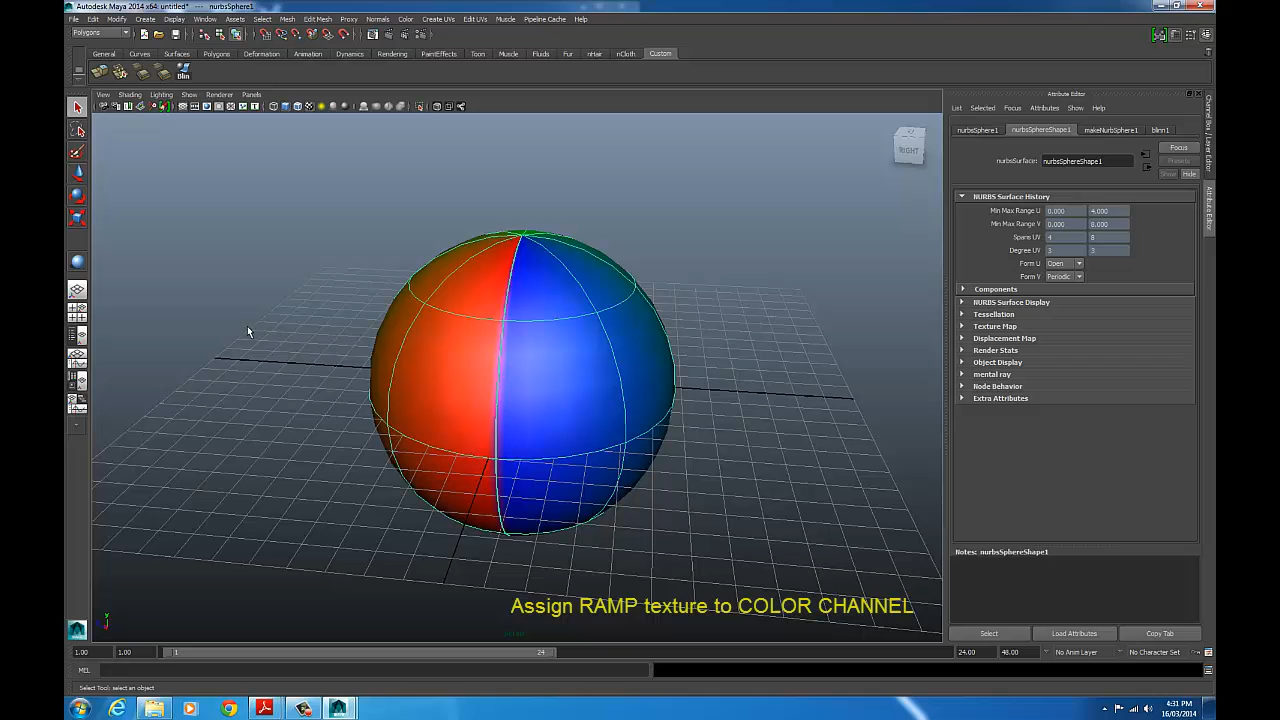 Autodesk Maya 2014 x64: untitled* --- nurbsSphere1
File Edit Modify Create Display Window Assets Select Mesh Edit Mesh Proxy Normals Color Create UVs Edit UVs Muscle Pipeline Cache Help
Polygons
General Curves Surfaces Polygons Deformation Animation Dynamics Rendering PaintEffects Toon Muscle Fluids Fur nHair nCloth Custom
Blin
View Shading Lighting Show Renderer Panels
RIGHT
Attribute Editor
List Selected Focus Attributes Show Help
nurbsSphere1 nurbsSphereShape1 makeNurbSphere1 blinn1
nurbsSurface: nurbsSphereShape1
Focus
Presets
Show Hide
NURBS Surface History
Min Max Range U 0.000 4.000
Min Max Range V 0.000 8.000
Spans UV 4 8
Degree UV 3 3
Form U Open
Form V Periodic
Components
NURBS Surface Display
Tessellation
Texture Map
Displacement Map
Render Stats
Object Display
mental ray
Node Behavior
Extra Attributes
Notes: nurbsSphereShape1
Select Load Attributes Copy Tab
Channel Box / Layer Editor
Attribute Editor
Assign RAMP texture to COLOR CHANNEL
persp
y
1.00 1.00 1 24 24.00 48.00 No Anim Layer No Character Set
MEL
Select Tool: select an object
4:31 PM
16/03/2014